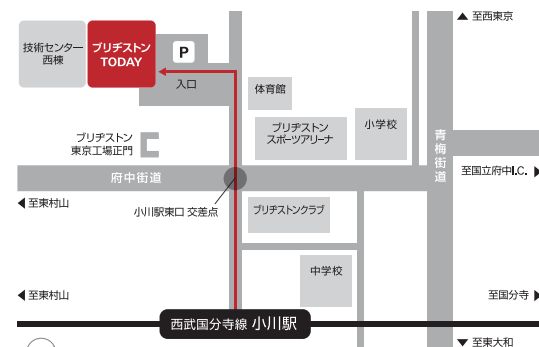 ▲ 至西東京
技術センター
西棟
ブリヂストン
TODAY
P
入口
体育館
ブリヂストン
スポーツアリーナ
小学校
青梅街道
ブリヂストン
東京工場正門
府中街道
至国立府中I.C. ▶
◀ 至東村山
小川駅東口 交差点
ブリヂストンクラブ
中学校
◀ 至東村山
至国分寺 ▶
西武国分寺線 小川駅
▼ 至東大和